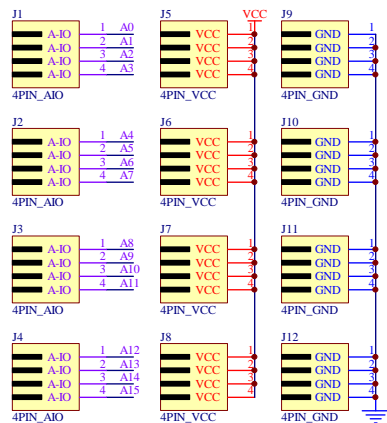 VCC
J1 J5 J9
A-IO 1 A0 VCC 1 GND 1
A-IO 2 A1 VCC 2 GND 2
A-IO 3 A2 VCC 3 GND 3
A-IO 4 A3 VCC 4 GND 4
4PIN_AIO 4PIN_VCC 4PIN_GND
J2 J6 J10
A-IO 1 A4 VCC 1 GND 1
A-IO 2 A5 VCC 2 GND 2
A-IO 3 A6 VCC 3 GND 3
A-IO 4 A7 VCC 4 GND 4
4PIN_AIO 4PIN_VCC 4PIN_GND
J3 J7 J11
A-IO 1 A8 VCC 1 GND 1
A-IO 2 A9 VCC 2 GND 2
A-IO 3 A10 VCC 3 GND 3
A-IO 4 A11 VCC 4 GND 4
4PIN_AIO 4PIN_VCC 4PIN_GND
J4 J8 J12
A-IO 1 A12 VCC 1 GND 1
A-IO 2 A13 VCC 2 GND 2
A-IO 3 A14 VCC 3 GND 3
A-IO 4 A15 VCC 4 GND 4
4PIN_AIO 4PIN_VCC 4PIN_GND